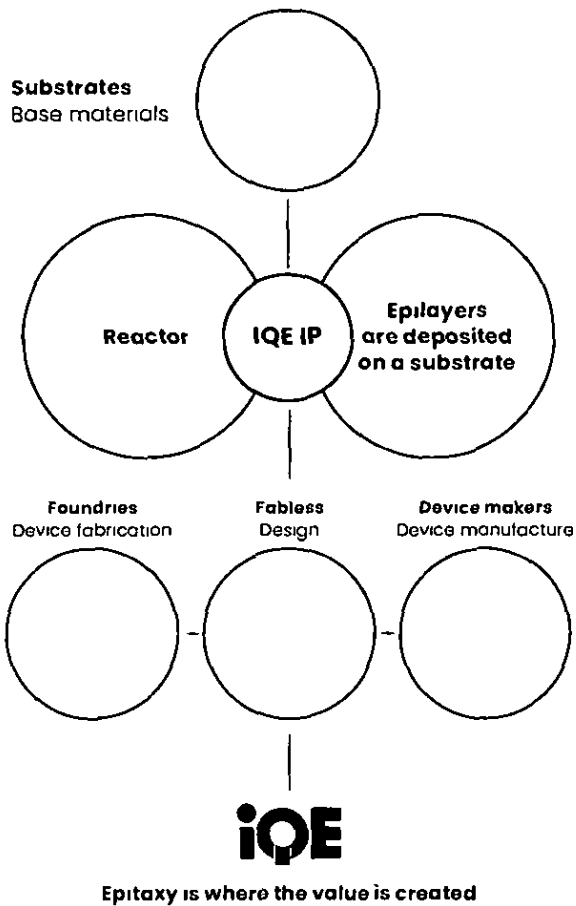 Substrates
Base materials
Reactor
IQE IP
Epilayers
are deposited
on a substrate
Foundries
Device fabrication
Fabless
Design
Device makers
Device manufacture
iQE
Epitaxy is where the value is created